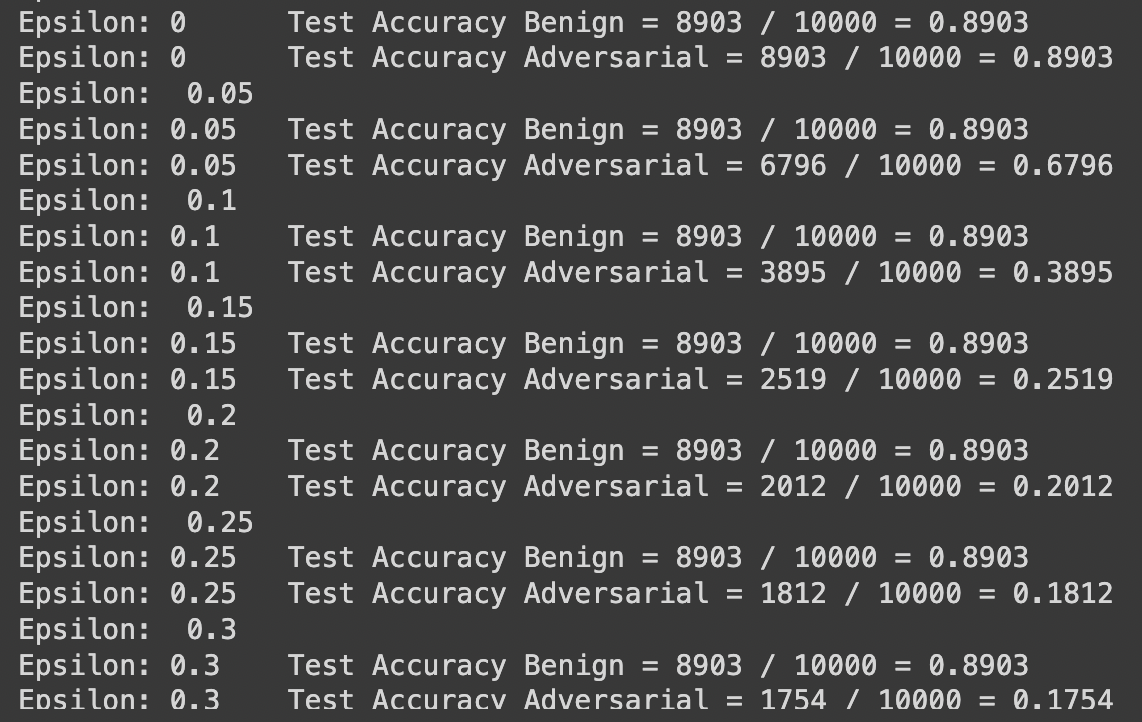 Epsilon: 0 Test Accuracy Benign = 8903 / 10000 = 0.8903
Epsilon: 0 Test Accuracy Adversarial = 8903 / 10000 = 0.8903
Epsilon: 0.05
Epsilon: 0.05 Test Accuracy Benign = 8903 / 10000 = 0.8903
Epsilon: 0.05 Test Accuracy Adversarial = 6796 / 10000 = 0.6796
Epsilon: 0.1
Epsilon: 0.1 Test Accuracy Benign = 8903 / 10000 = 0.8903
Epsilon: 0.1 Test Accuracy Adversarial = 3895 / 10000 = 0.3895
Epsilon: 0.15
Epsilon: 0.15 Test Accuracy Benign = 8903 / 10000 = 0.8903
Epsilon: 0.15 Test Accuracy Adversarial = 2519 / 10000 = 0.2519
Epsilon: 0.2
Epsilon: 0.2 Test Accuracy Benign = 8903 / 10000 = 0.8903
Epsilon: 0.2 Test Accuracy Adversarial = 2012 / 10000 = 0.2012
Epsilon: 0.25
Epsilon: 0.25 Test Accuracy Benign = 8903 / 10000 = 0.8903
Epsilon: 0.25 Test Accuracy Adversarial = 1812 / 10000 = 0.1812
Epsilon: 0.3
Epsilon: 0.3 Test Accuracy Benign = 8903 / 10000 = 0.8903
Epsilon: 0.3 Test Accuracy Adversarial = 1754 / 10000 = 0.1754